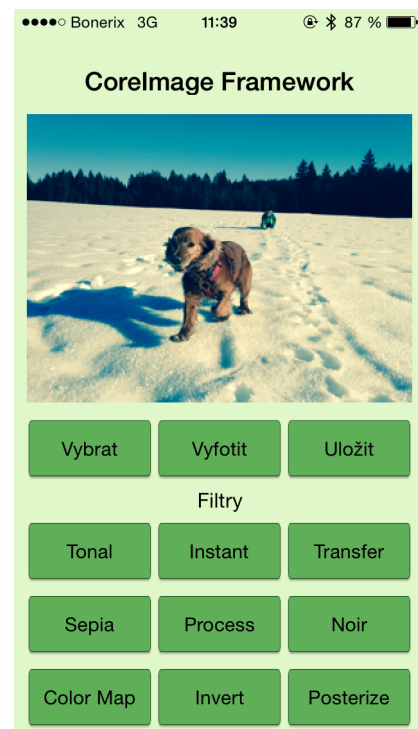 Bonerix 3G 11:39 87 %
CoreImage Framework
Vybrat Vyfotit Uložit
Filtry
Tonal Instant Transfer
Sepia Process Noir
Color Map Invert Posterize